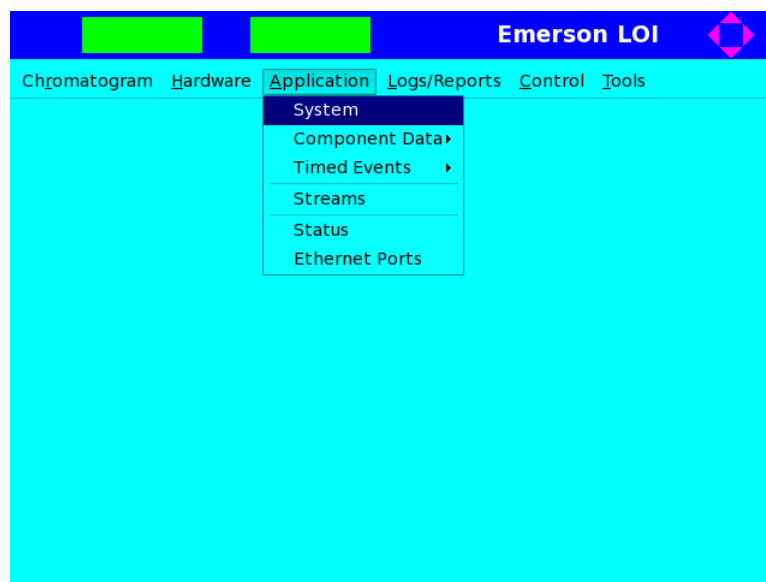 Emerson LOI
Chromatogram Hardware Application Logs/Reports Control Tools
System
Component Data
Timed Events
Streams
Status
Ethernet Ports